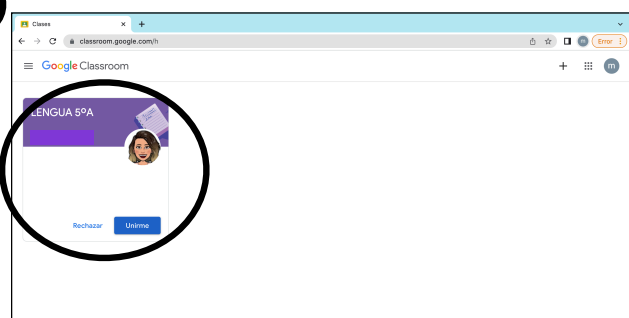 Clases
classroom.google.com/h
m
Error
Google Classroom
m
LENGUA 5ºA
Rechazar
Unirme